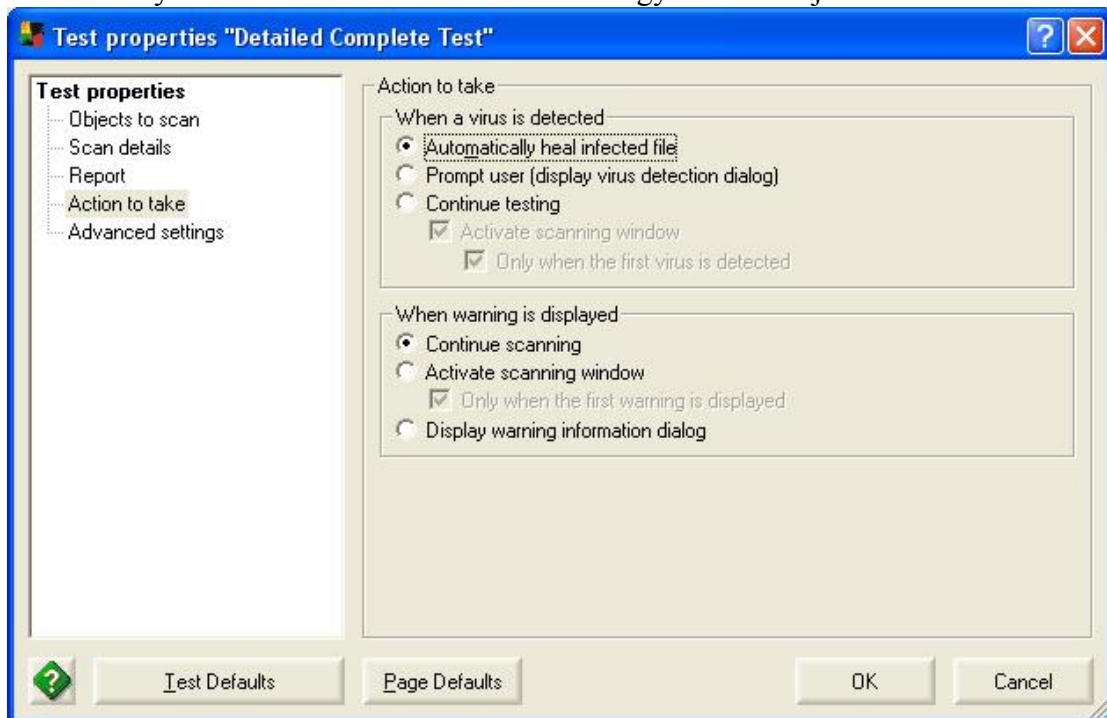 Test properties "Detailed Complete Test"
Test properties
Objects to scan
Scan details
Report
Action to take
Advanced settings
Action to take
When a virus is detected
Automatically heal infected file
Prompt user (display virus detection dialog)
Continue testing
Activate scanning window
Only when the first virus is detected
When warning is displayed
Continue scanning
Activate scanning window
Only when the first warning is displayed
Display warning information dialog
Test Defaults
Page Defaults
OK
Cancel